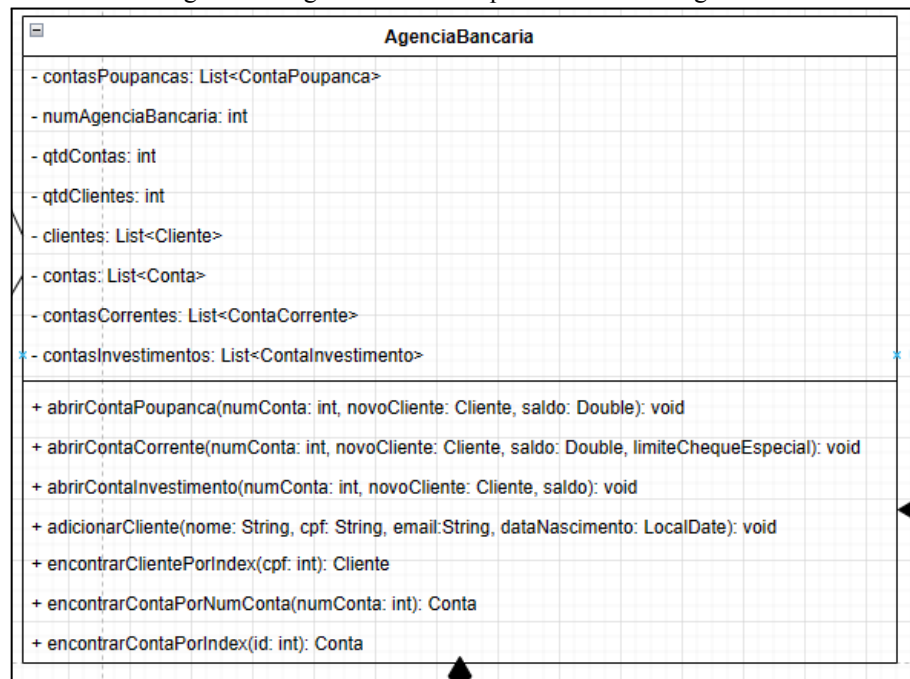 AgenciaBancaria
- contasPoupancas: List<ContaPoupanca>
- numAgenciaBancaria: int
- qtdContas: int
- qtdClientes: int
- clientes: List<Cliente>
- contas: List<Conta>
- contasCorrentes: List<ContaCorrente>
- contasInvestimentos: List<ContaInvestimento>
+ abrirContaPoupanca(numConta: int, novoCliente: Cliente, saldo: Double): void
+ abrirContaCorrente(numConta: int, novoCliente: Cliente, saldo: Double, limiteChequeEspecial): void
+ abrirContaInvestimento(numConta: int, novoCliente: Cliente, saldo): void
+ adicionarCliente(nome: String, cpf: String, email:String, dataNascimento: LocalDate): void
+ encontrarClientePorIndex(cpf: int): Cliente
+ encontrarContaPorNumConta(numConta: int): Conta
+ encontrarContaPorIndex(id: int): Conta